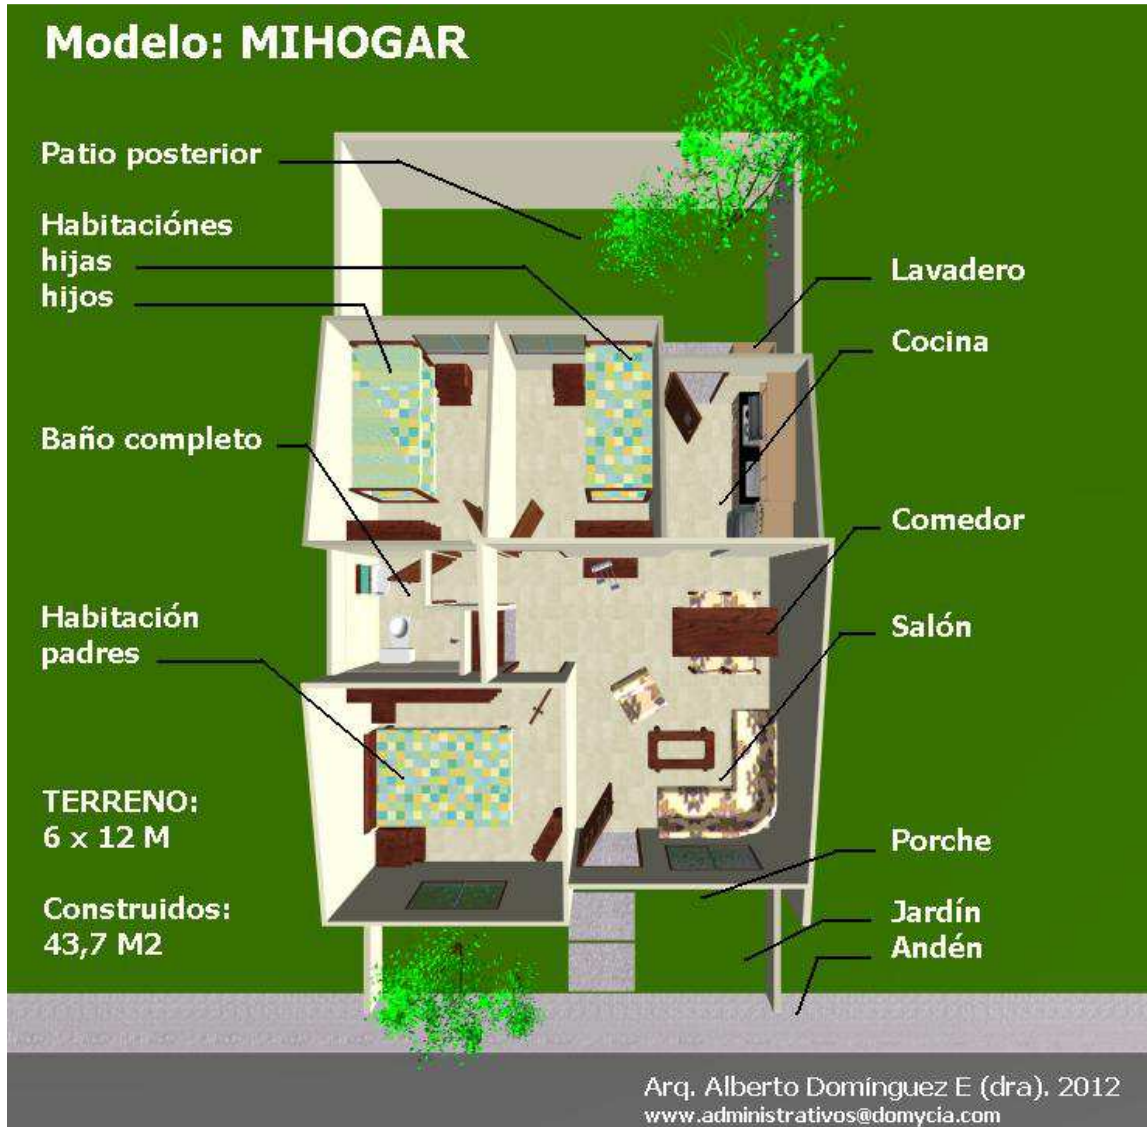 Modelo: MIHOGAR
Patio posterior
Habitaciónes
hijas
hijos
Baño completo
Habitación
padres
TERRENO:
6 x 12 M
Construidos:
43,7 M2
Lavadero
Cocina
Comedor
Salón
Porche
Jardín
Andén
Arq. Alberto Domínguez E (dra). 2012
www.administrativos@domycia.com